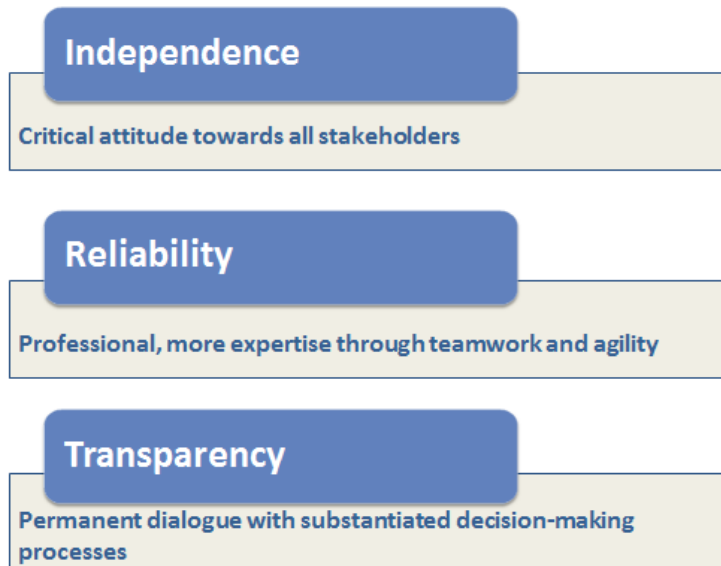 Independence
Critical attitude towards all stakeholders
Reliability
Professional, more expertise through teamwork and agility
Transparency
Permanent dialogue with substantiated decision-making
processes